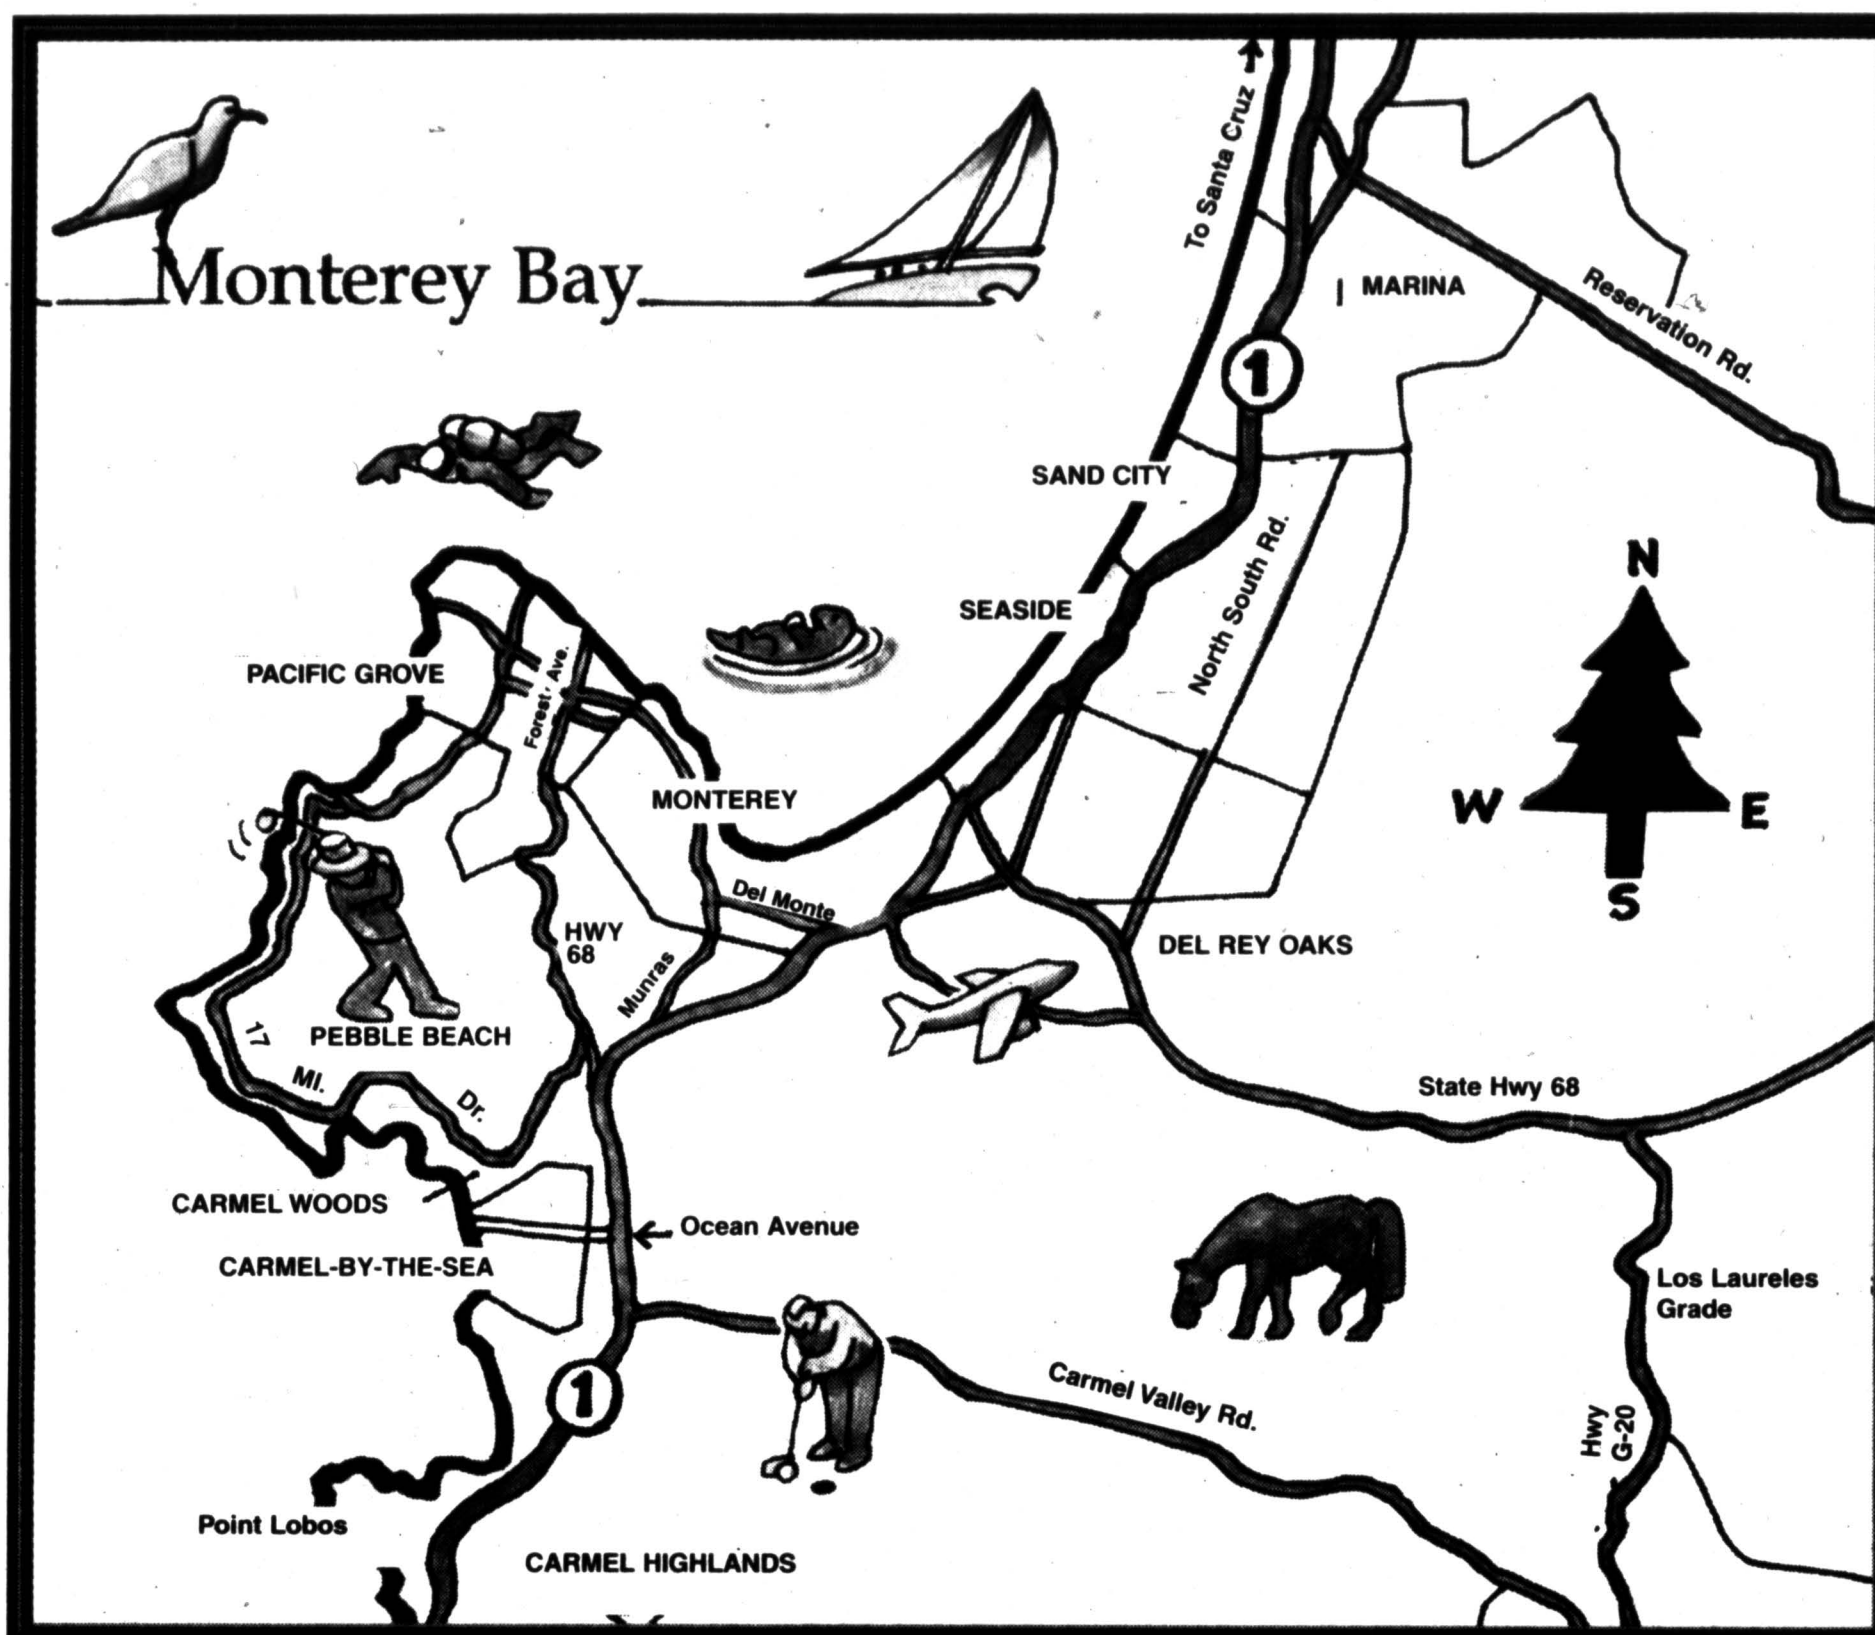 To Santa Cruz
Monterey Bay
MARINA
Reservation Rd.
1
SAND CITY
North South Rd.
N
SEASIDE
PACIFIC GROVE
Forest Ave.
MONTEREY
W
E
S
Del Monte
HWY
68
Munras
DEL REY OAKS
17
MI.
Dr.
PEBBLE BEACH
State Hwy 68
CARMEL WOODS
Ocean Avenue
CARMEL-BY-THE-SEA
Los Laureles
Grade
1
Carmel Valley Rd.
Hwy
G-20
Point Lobos
CARMEL HIGHLANDS